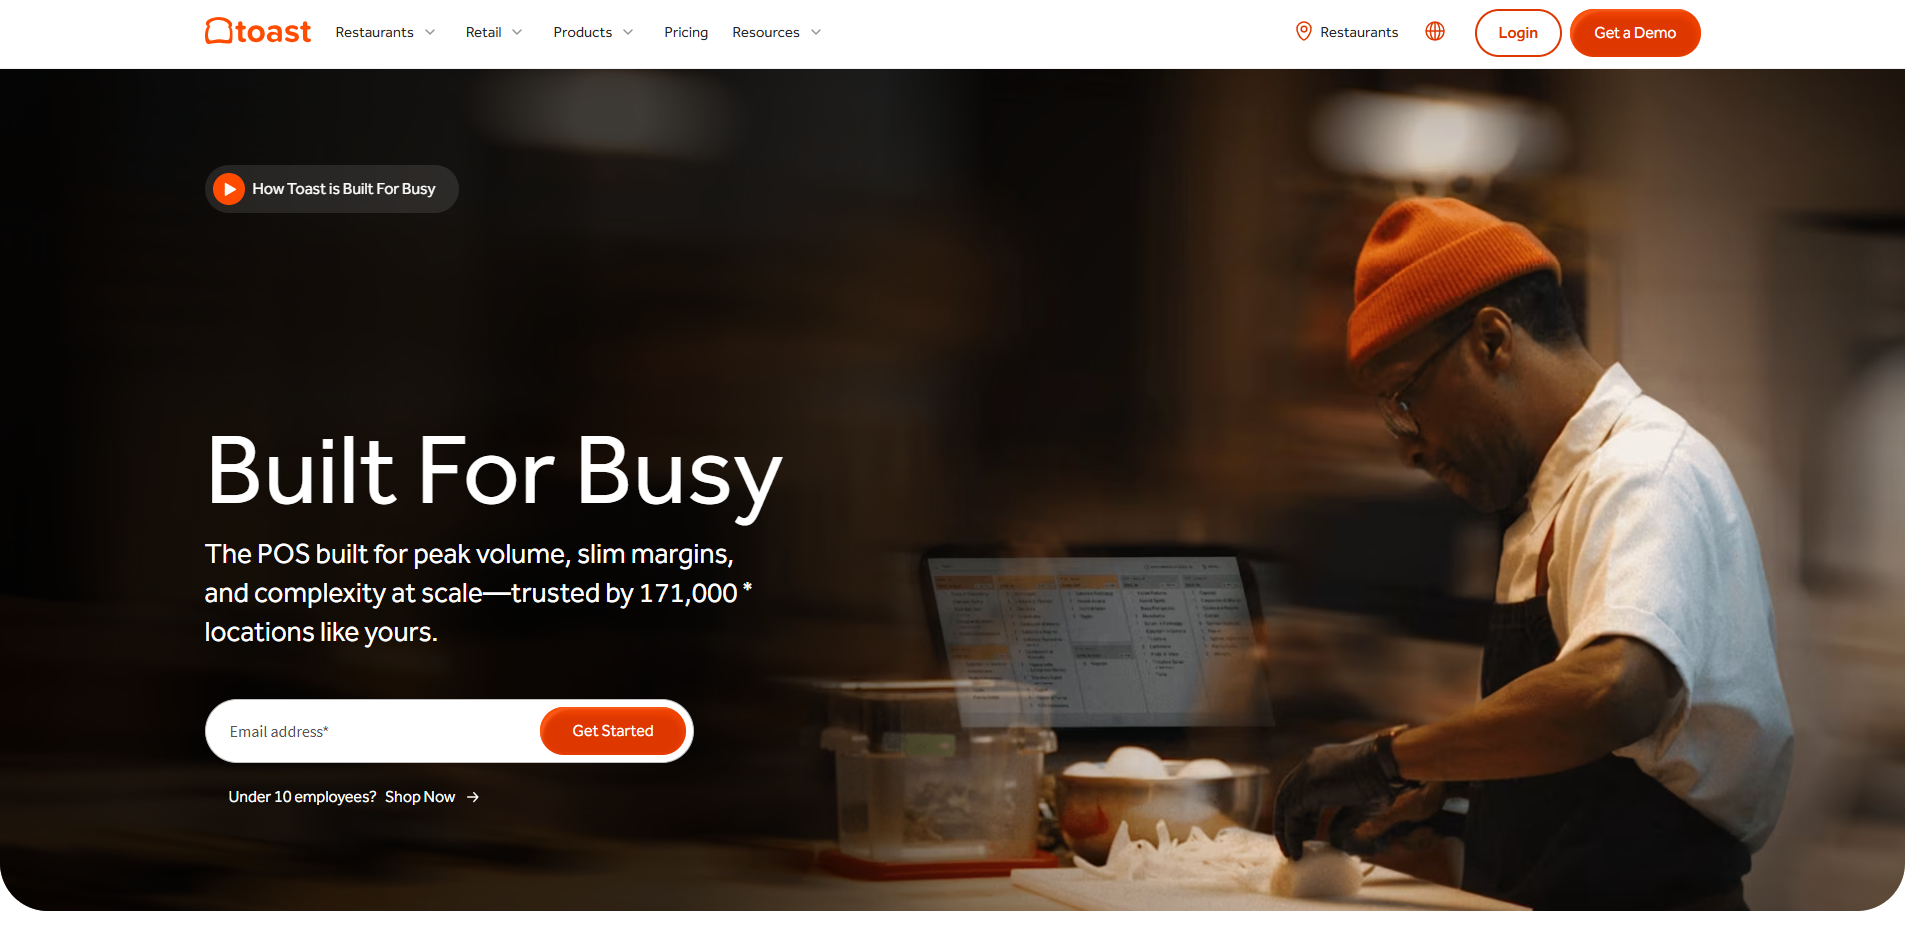 toast
Restaurants
Retail
Products
Pricing
Resources
Restaurants
Login
Get a Demo
How Toast is Built For Busy
Built For Busy
The POS built for peak volume, slim margins,
and complexity at scale—trusted by 171,000 *
locations like yours.
Email address*
Get Started
Under 10 employees? Shop Now →